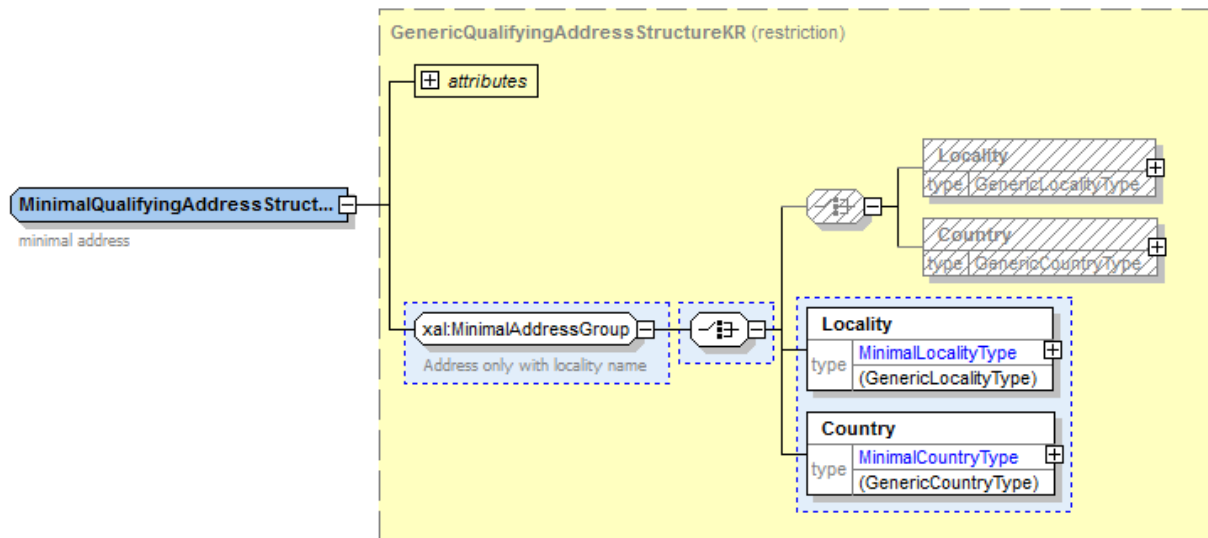 GenericQualifyingAddressStructureKR (restriction)
attributes
Locality
type GenericLocalityType
MinimalQualifyingAddressStruct...
minimal address
Country
type GenericCountryType
xal:MinimalAddressGroup
Address only with locality name
Locality
type MinimalLocalityType
(GenericLocalityType)
Country
type MinimalCountryType
(GenericCountryType)